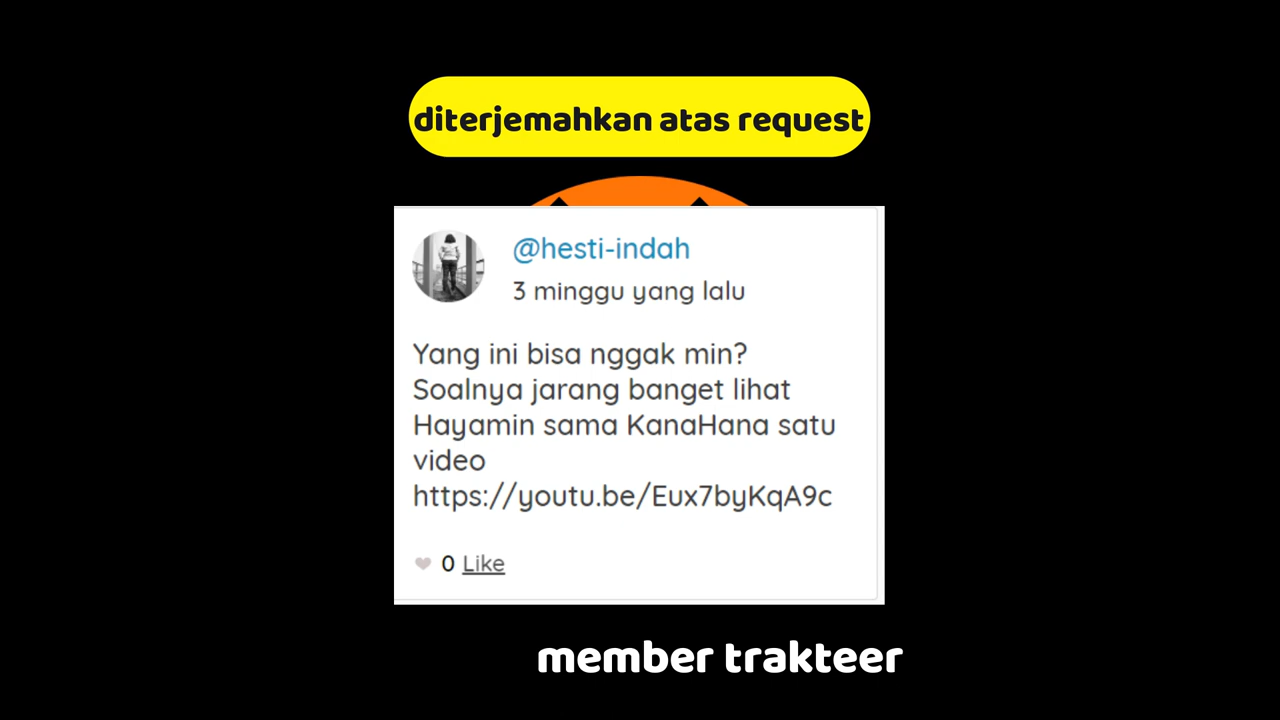 diterjemahkan atas request
@hesti-indah
3 minggu yang lalu
Yang ini bisa nggak min?
Soalnya jarang banget lihat
Hayamin sama KanaHana satu
video
https://youtu.be/Eux7byKqA9c
0 Like
member trakteer